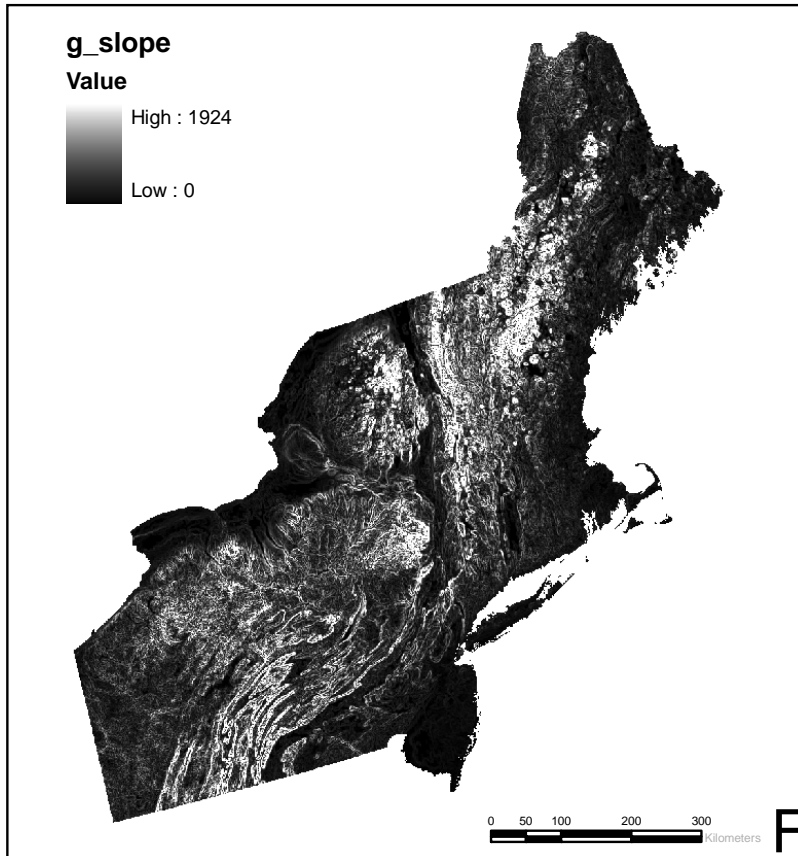 g_slope
Value
High : 1924
Low : 0
0 50 100 200 300
Kilometers
F